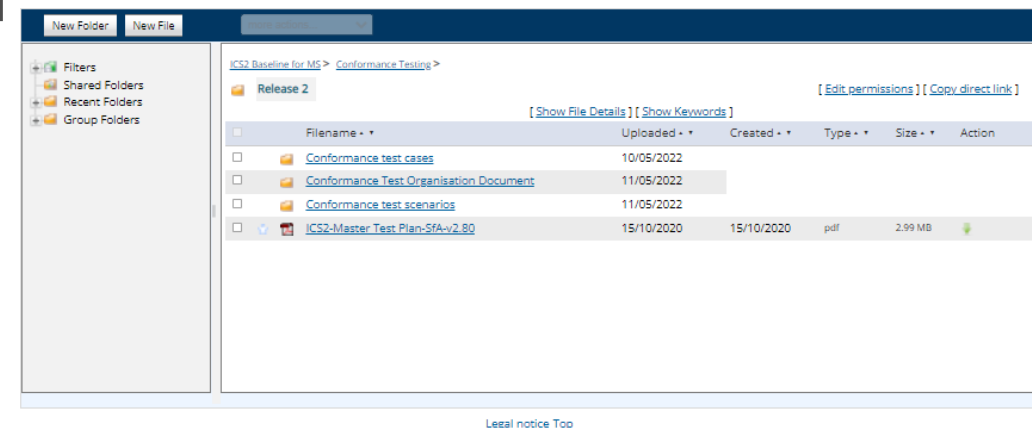 New Folder New File more actions
Filters
Shared Folders
Recent Folders
Group Folders
ICS2 Baseline for MS > Conformance Testing >
Release 2
[ Edit permissions ] [ Copy direct link ]
[ Show File Details ] [ Show Keywords ]
Filename Uploaded Created Type Size Action
Conformance test cases 10/05/2022
Conformance Test Organisation Document 11/05/2022
Conformance test scenarios 11/05/2022
ICS2-Master Test Plan-SfA-v2.80 15/10/2020 15/10/2020 pdf 2.99 MB
Legal notice Top